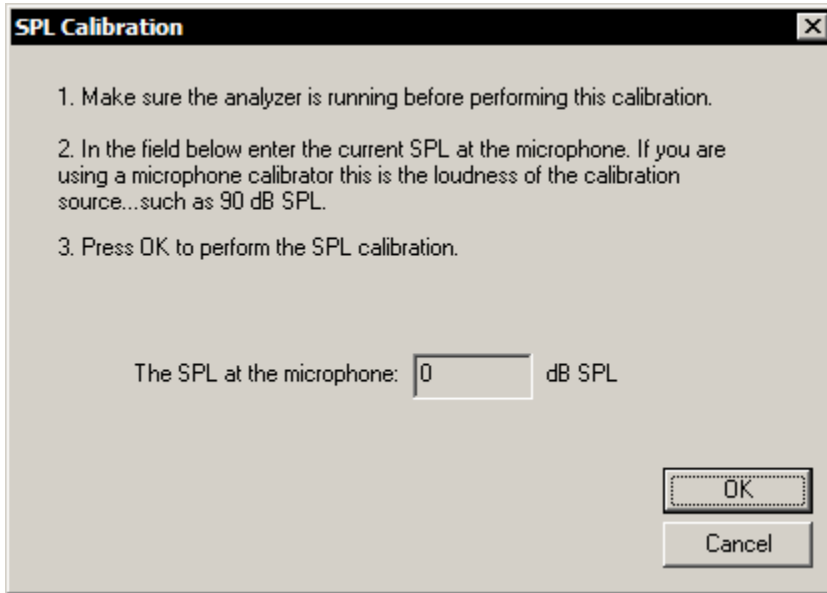 SPL Calibration
1. Make sure the analyzer is running before performing this calibration.
2. In the field below enter the current SPL at the microphone. If you are
using a microphone calibrator this is the loudness of the calibration
source...such as 90 dB SPL.
3. Press OK to perform the SPL calibration.
The SPL at the microphone: 0 dB SPL
OK
Cancel